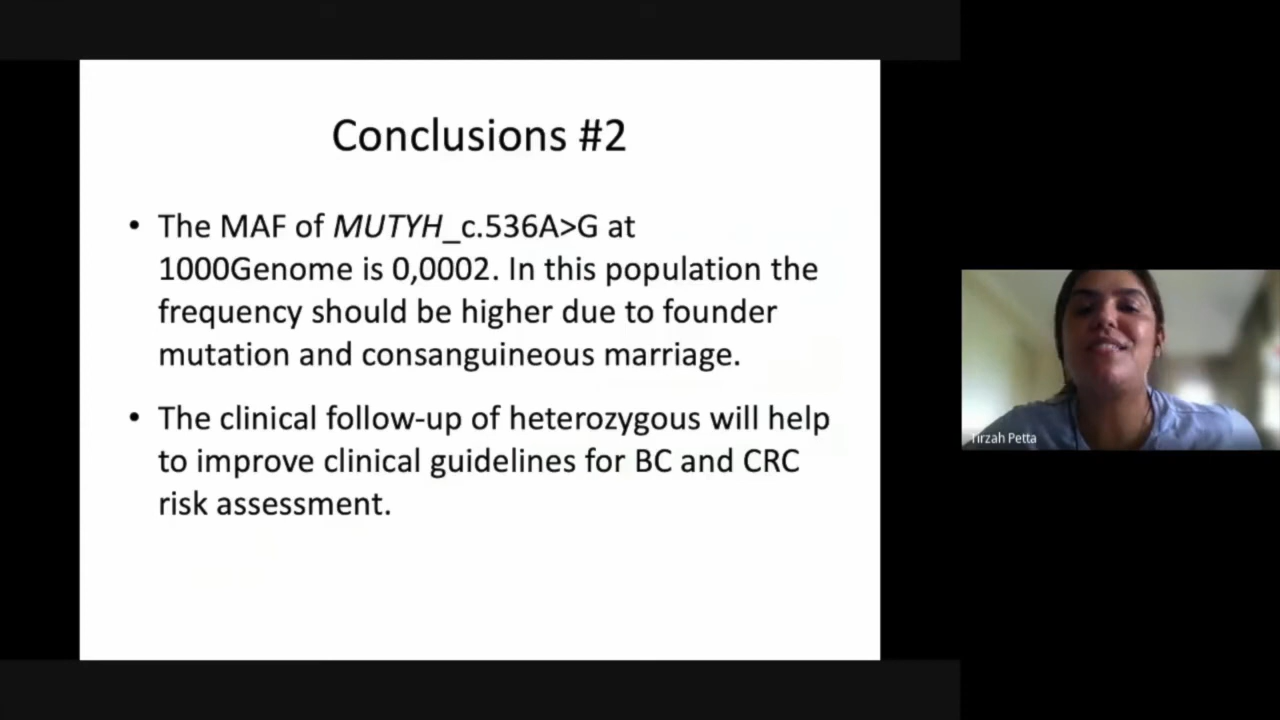 Conclusions #2
• The MAF of MUTYH_c.536A>G at
1000Genome is 0,0002. In this population the
frequency should be higher due to founder
mutation and consanguineous marriage.
• The clinical follow-up of heterozygous will help
to improve clinical guidelines for BC and CRC
risk assessment.
Tirzah Petta